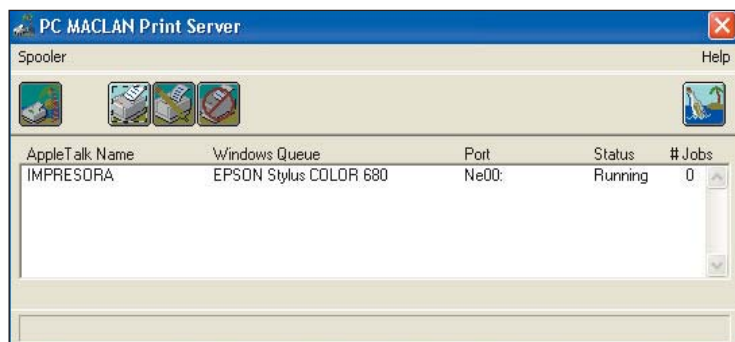 PC MACLAN Print Server
Spooler Help
AppleTalk Name Windows Queue Port Status # Jobs
IMPRESORA EPSON Stylus COLOR 680 Ne00: Running 0